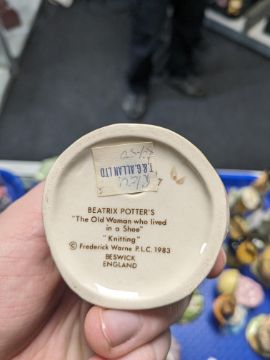 T.& G. ALLAN LTD
BEATRIX POTTER'S
"The Old Woman who lived
in a Shoe"
"Knitting"
© Frederick Warne P.L.C. 1983
BESWICK
ENGLAND